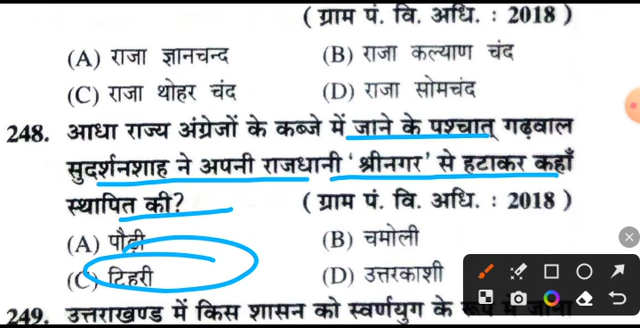 ( ग्राम पं. वि. अधि. : 2018 )
(A) राजा ज्ञानचन्द (B) राजा कल्याण चंद
(C) राजा थोहर चंद (D) राजा सोमचंद
248. आधा राज्य अंग्रेजों के कब्जे में जाने के पश्चात् गढ़वाल
सुदर्शनशाह ने अपनी राजधानी ‘श्रीनगर’ से हटाकर कहाँ
स्थापित की? ( ग्राम पं. वि. अधि. : 2018 )
(A) पौढ़ी (B) चमोली
(C) टिहरी (D) उत्तरकाशी
249. उत्तराखण्ड में किस शासन को स्वर्णयुग के रूप में जाना